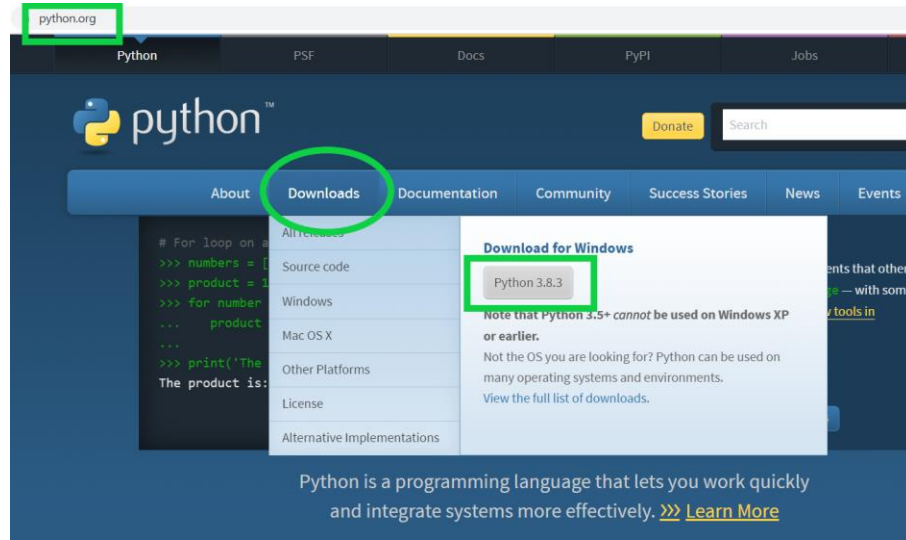 python.org
Python PSF Docs PyPI Jobs
python™
Donate Search
About Downloads Documentation Community Success Stories News Events
# For loop on a
>>> numbers = [
>>> product = 1
>>> for number
... product
...
>>> print('The
The product is:
All releases
Source code
Windows
Mac OS X
Other Platforms
License
Alternative Implementations
Download for Windows
Python 3.8.3
Note that Python 3.5+ cannot be used on Windows XP
or earlier.
Not the OS you are looking for? Python can be used on
many operating systems and environments.
View the full list of downloads.
ents that other
— with som
tools in
Python is a programming language that lets you work quickly
and integrate systems more effectively. >>> Learn More